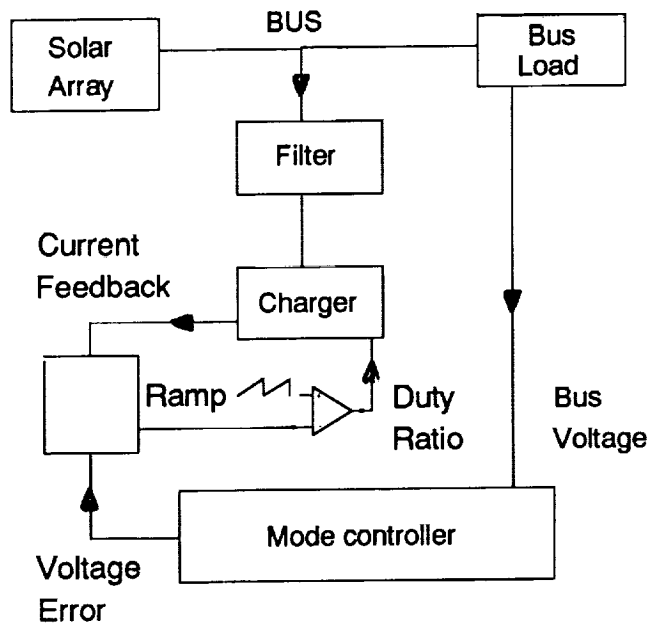 BUS
Solar
Array
Bus
Load
Filter
Current
Feedback
Charger
Ramp
Duty
Ratio
Bus
Voltage
Mode controller
Voltage
Error